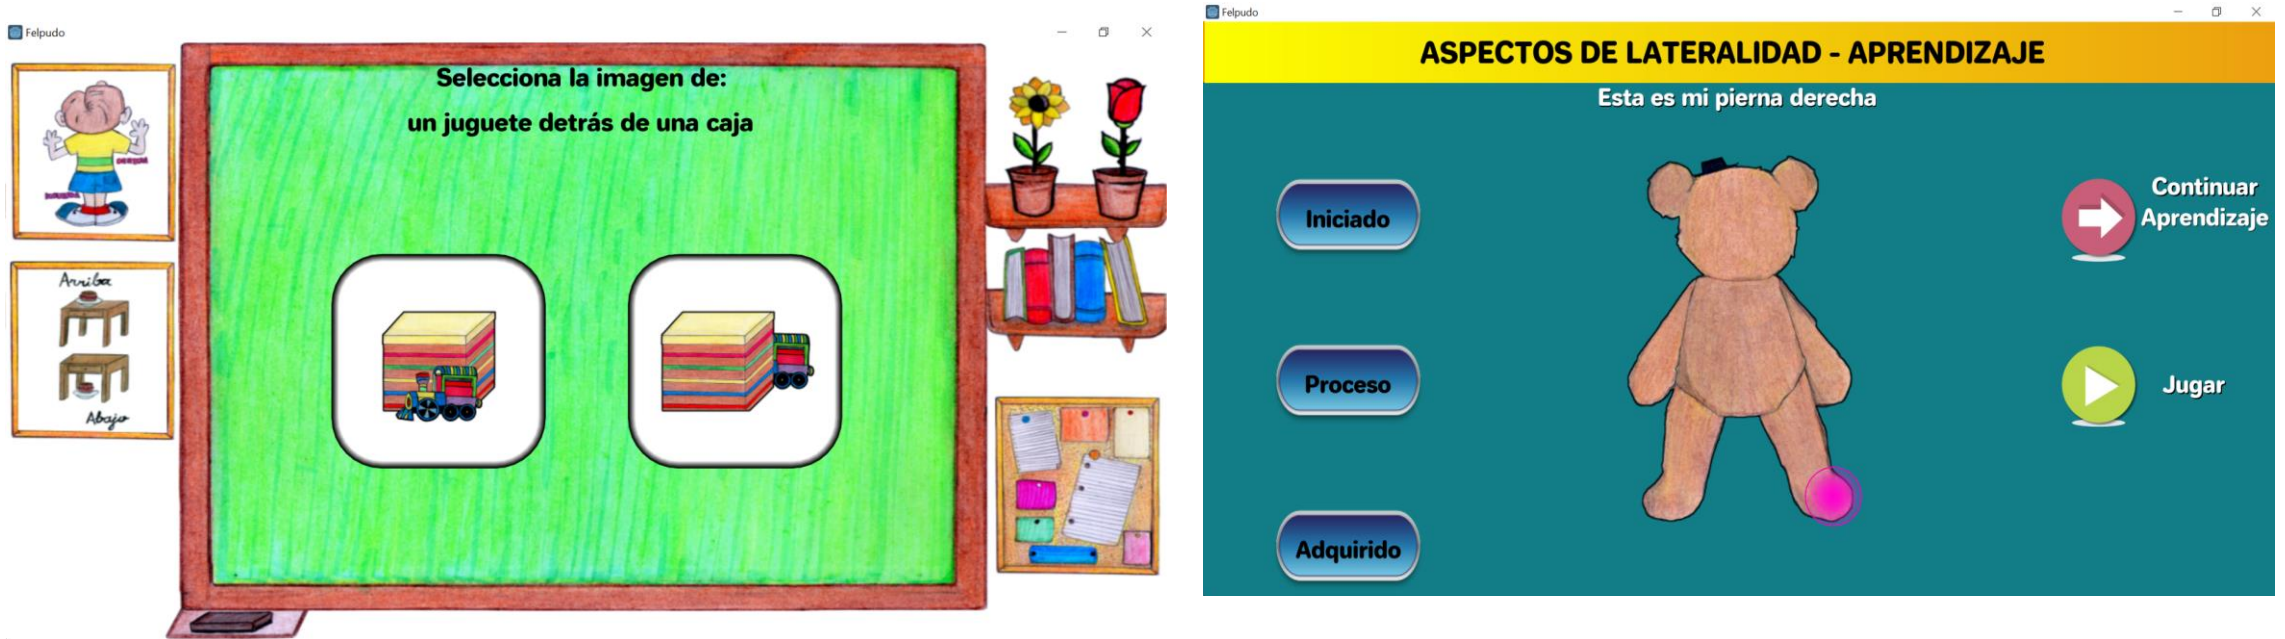 Felpudo
Selecciona la imagen de:
un juguete detrás de una caja
Arriba
Abajo
Felpudo
ASPECTOS DE LATERALIDAD - APRENDIZAJE
Esta es mi pierna derecha
Iniciado
Proceso
Adquirido
Continuar
Aprendizaje
Jugar